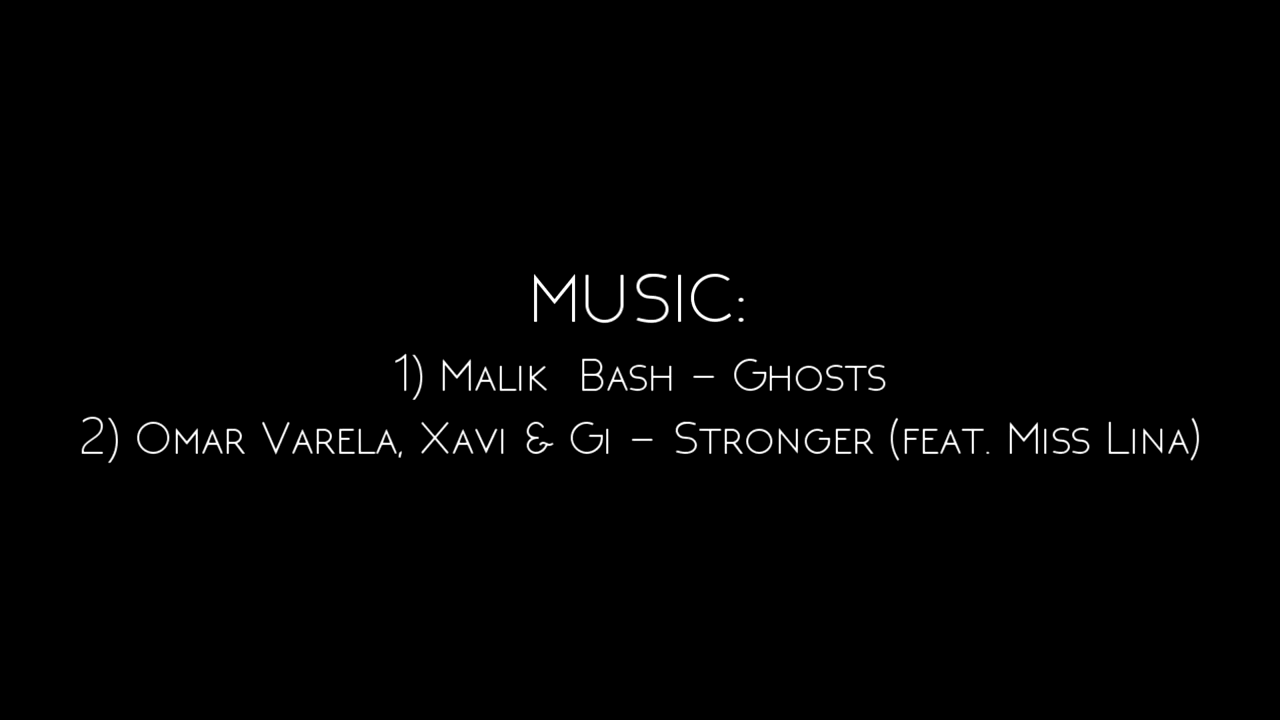 MUSIC:
1) Malik  Bash – Ghosts
2) Omar Varela, Xavi & Gi – Stronger (feat. Miss Lina)